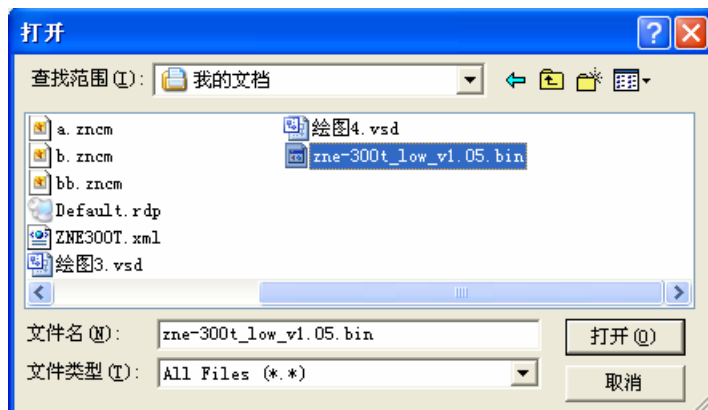 打开
查找范围(I): 我的文档
a.zncm
b.zncm
bb.zncm
Default.rdp
ZNE300T.xml
绘图3.vsd
绘图4.vsd
zne-300t_low_v1.05.bin
文件名(N): zne-300t_low_v1.05.bin
打开(O)
文件类型(T): All Files (*.*)
取消